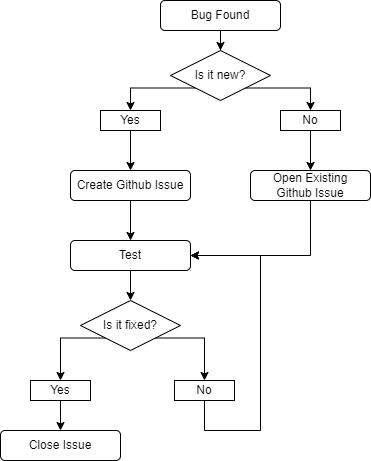 Bug Found
Is it new?
Yes
No
Create Github Issue
Open Existing
Github Issue
Test
Is it fixed?
Yes
No
Close Issue